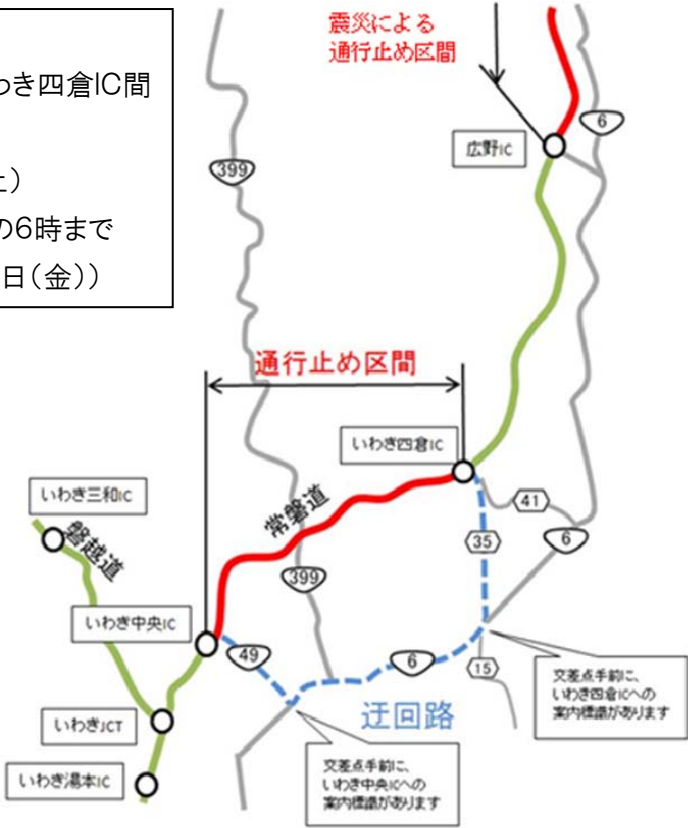 わき四倉IC間
土）
の6時まで
日（金））
震災による
通行止め区間
6
広野IC
399
通行止め区間
いわき四倉IC
いわき三和IC
磐越道
常磐道
41
35
6
399
いわき中央IC
49
6
15
迂回路
いわきJCT
いわき湯本IC
交差点手前に、
いわき四倉ICへの
案内標識があります
交差点手前に、
いわき中央ICへの
案内標識があります